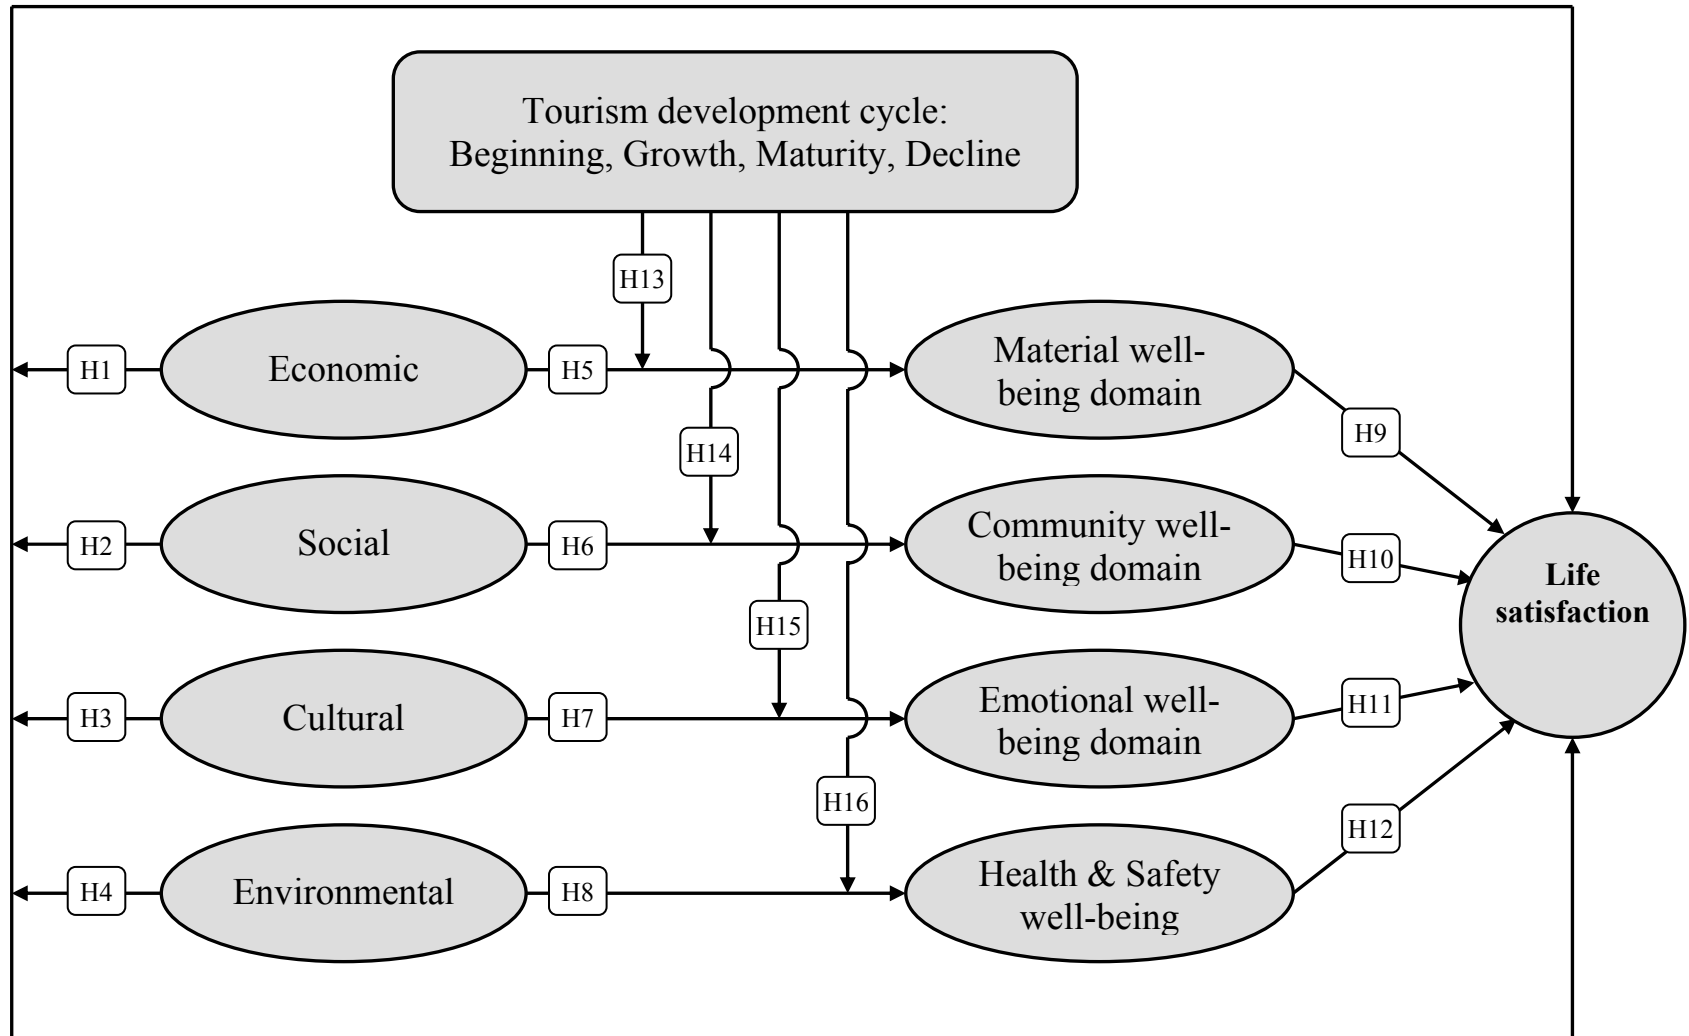 Tourism development cycle:
Beginning, Growth, Maturity, Decline
H13
H1
Economic
H5
Material well-
being domain
H9
H14
H2
Social
H6
Community well-
being domain
H10
Life
satisfaction
H15
H3
Cultural
H7
Emotional well-
being domain
H11
H16
H12
H4
Environmental
H8
Health & Safety
well-being